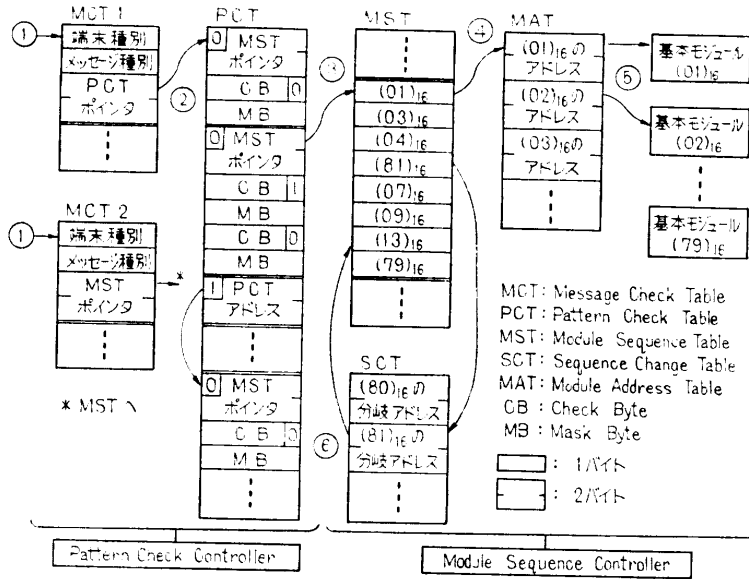 MCT 1
① 端末種別
メッセージ種別
PCT
ポインタ
MCT 2
① 端末種別
メッセージ種別
MST
ポインタ
*
* MST へ
PCT
0 MST
ポインタ
②
CB 0
MB
0 MST
ポインタ
CB 1
MB
CB 0
MB
1 PCT
アドレス
0 MST
ポインタ
CB 0
MB
MST
③
(01)16
(03)16
(04)16
(81)16
(07)16
(09)16
(13)16
(79)16
SCT
(80)16の
分岐アドレス
(81)16の
分岐アドレス
⑥
MAT
④
(01)16の
アドレス
(02)16の
アドレス
(03)16の
アドレス
⑤
基本モジュール
(01)16
基本モジュール
(02)16
基本モジュール
(79)16
MCT: Message Check Table
PCT: Pattern Check Table
MST: Module Sequence Table
SCT: Sequence Change Table
MAT: Module Address Table
CB : Check Byte
MB : Mask Byte
: 1バイト
: 2バイト
Pattern Check Controller
Module Sequence Controller